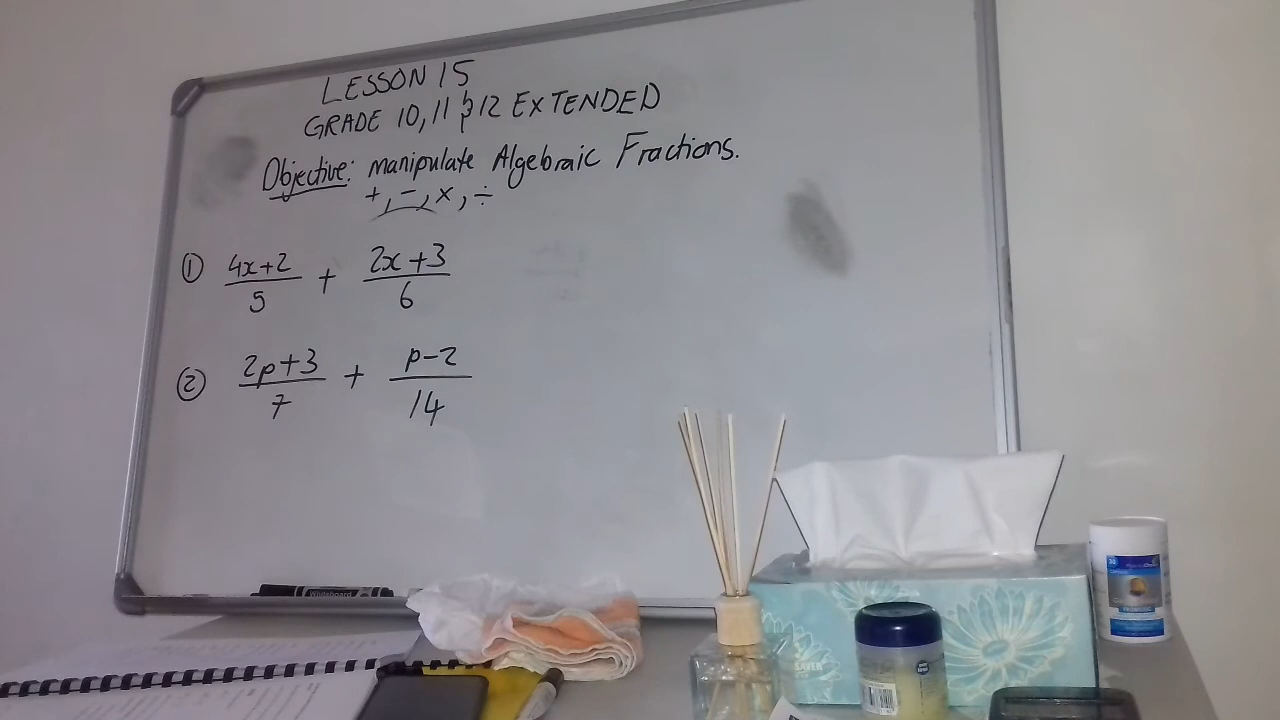 LESSON 15
GRADE 10, 11 & 12 EXTENDED
Objective: manipulate Algebraic Fractions.
+, -, ×, ÷
① 4x+2/5 + 2x+3/6
② 2p+3/7 + p-2/14
Whiteboard